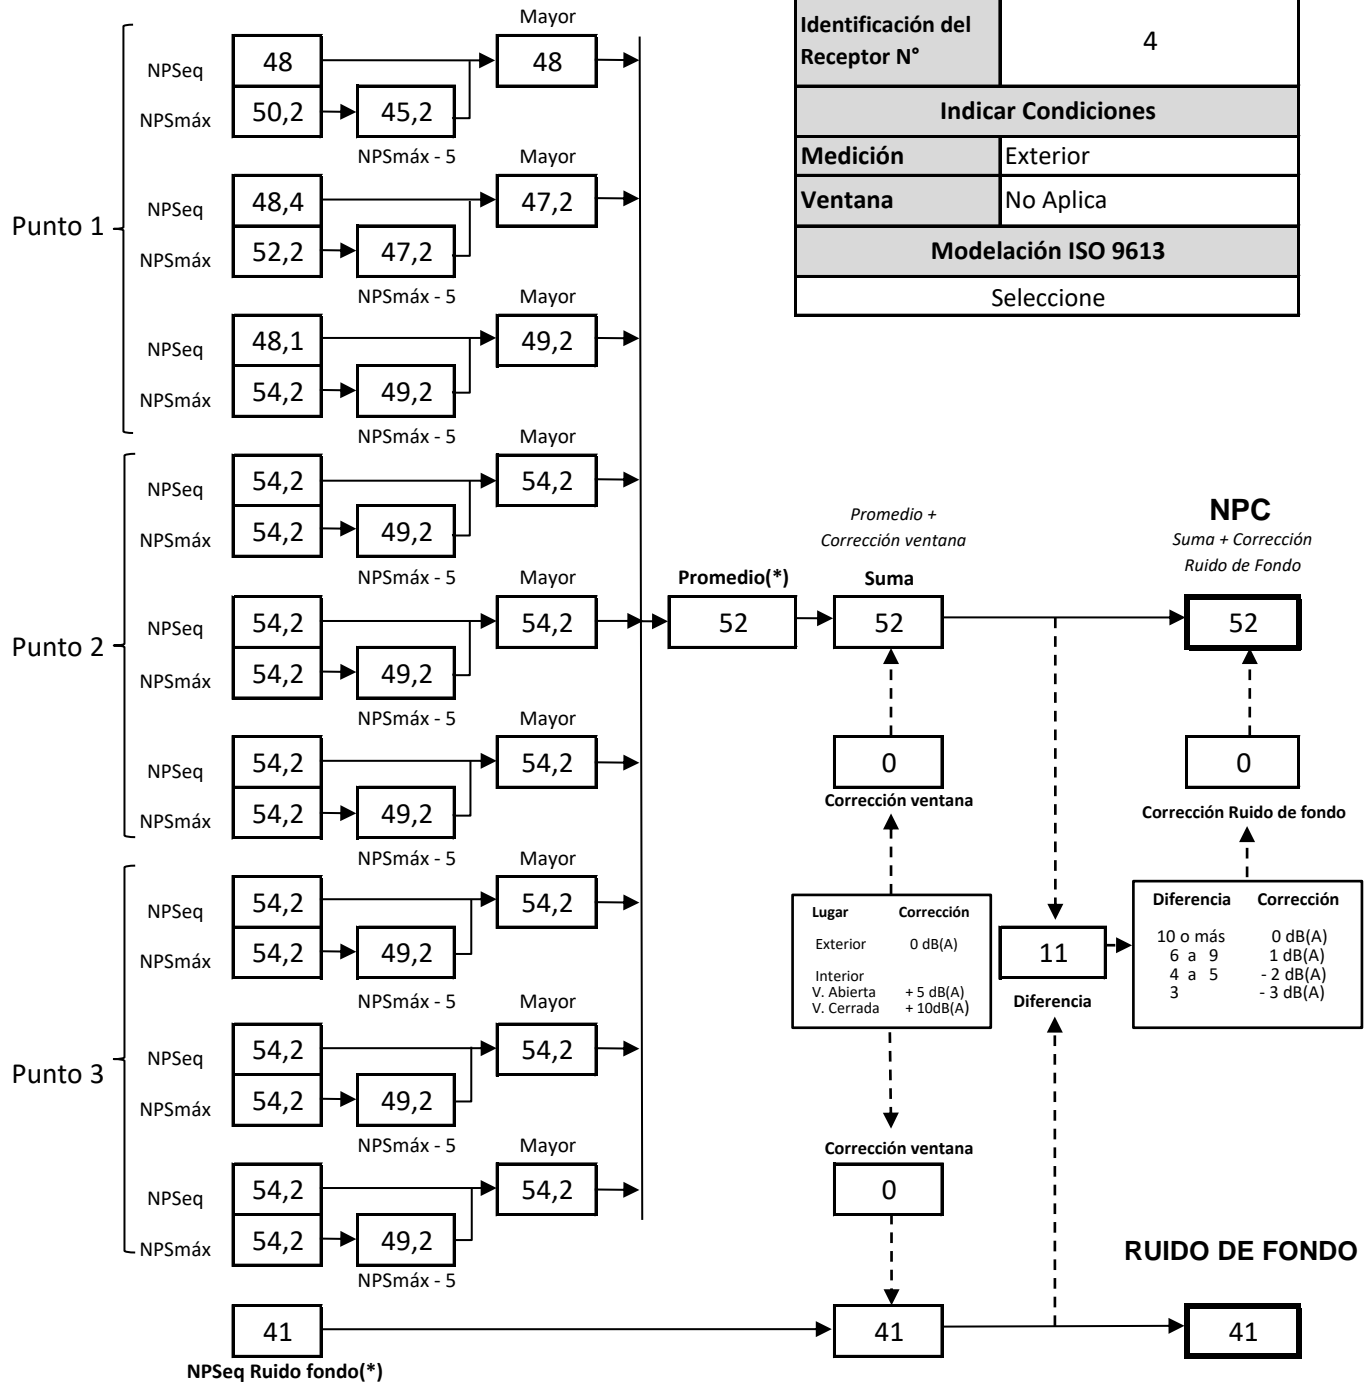 Identificación del
Receptor N°
4
Indicar Condiciones
Medición
Exterior
Ventana
No Aplica
Modelación ISO 9613
Seleccione
Punto 1
Mayor
NPSeq
48
48
NPSmáx
50,2
45,2
NPSmáx - 5
Mayor
NPSeq
48,4
47,2
NPSmáx
52,2
47,2
NPSmáx - 5
Mayor
NPSeq
48,1
49,2
NPSmáx
54,2
49,2
NPSmáx - 5
Punto 2
Mayor
NPSeq
54,2
54,2
NPSmáx
54,2
49,2
NPSmáx - 5
Mayor
NPSeq
54,2
54,2
NPSmáx
54,2
49,2
NPSmáx - 5
Mayor
NPSeq
54,2
54,2
NPSmáx
54,2
49,2
NPSmáx - 5
Punto 3
Mayor
NPSeq
54,2
54,2
NPSmáx
54,2
49,2
NPSmáx - 5
Mayor
NPSeq
54,2
54,2
NPSmáx
54,2
49,2
NPSmáx - 5
Mayor
NPSeq
54,2
54,2
NPSmáx
54,2
49,2
NPSmáx - 5
Promedio(*)
52
Promedio +
Corrección ventana
Suma
52
NPC
Suma + Corrección
Ruido de Fondo
52
0
Corrección ventana
0
Corrección Ruido de fondo
Lugar Corrección
Exterior 0 dB(A)
Interior
V. Abierta + 5 dB(A)
V. Cerrada + 10dB(A)
11
Diferencia
Diferencia Corrección
10 o más 0 dB(A)
6 a 9 1 dB(A)
4 a 5 - 2 dB(A)
3 - 3 dB(A)
Corrección ventana
0
RUIDO DE FONDO
41
41
41
NPSeq Ruido fondo(*)